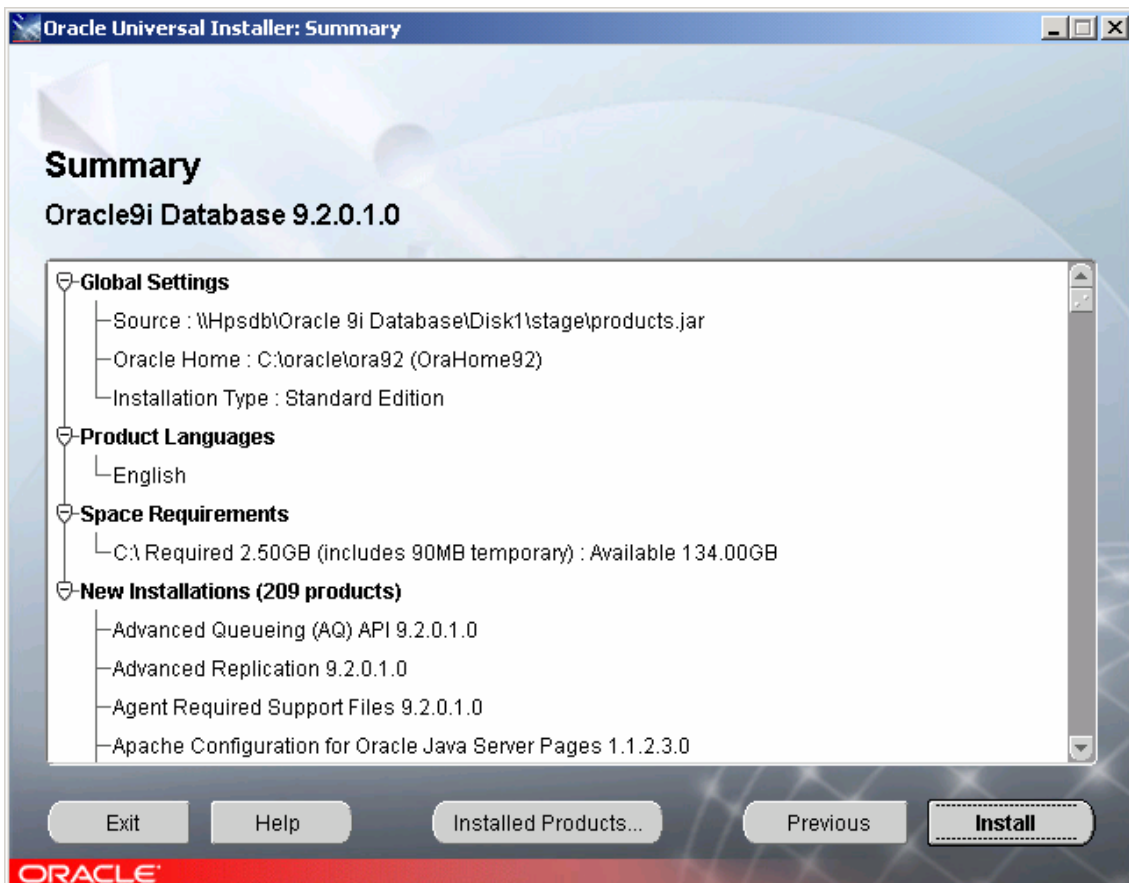 Oracle Universal Installer: Summary
Summary
Oracle9i Database 9.2.0.1.0
Global Settings
Source : \\Hpsdb\Oracle 9i Database\Disk1\stage\products.jar
Oracle Home : C:\oracle\ora92 (OraHome92)
Installation Type : Standard Edition
Product Languages
English
Space Requirements
C:\ Required 2.50GB (includes 90MB temporary) : Available 134.00GB
New Installations (209 products)
Advanced Queueing (AQ) API 9.2.0.1.0
Advanced Replication 9.2.0.1.0
Agent Required Support Files 9.2.0.1.0
Apache Configuration for Oracle Java Server Pages 1.1.2.3.0
Exit Help Installed Products... Previous Install
ORACLE